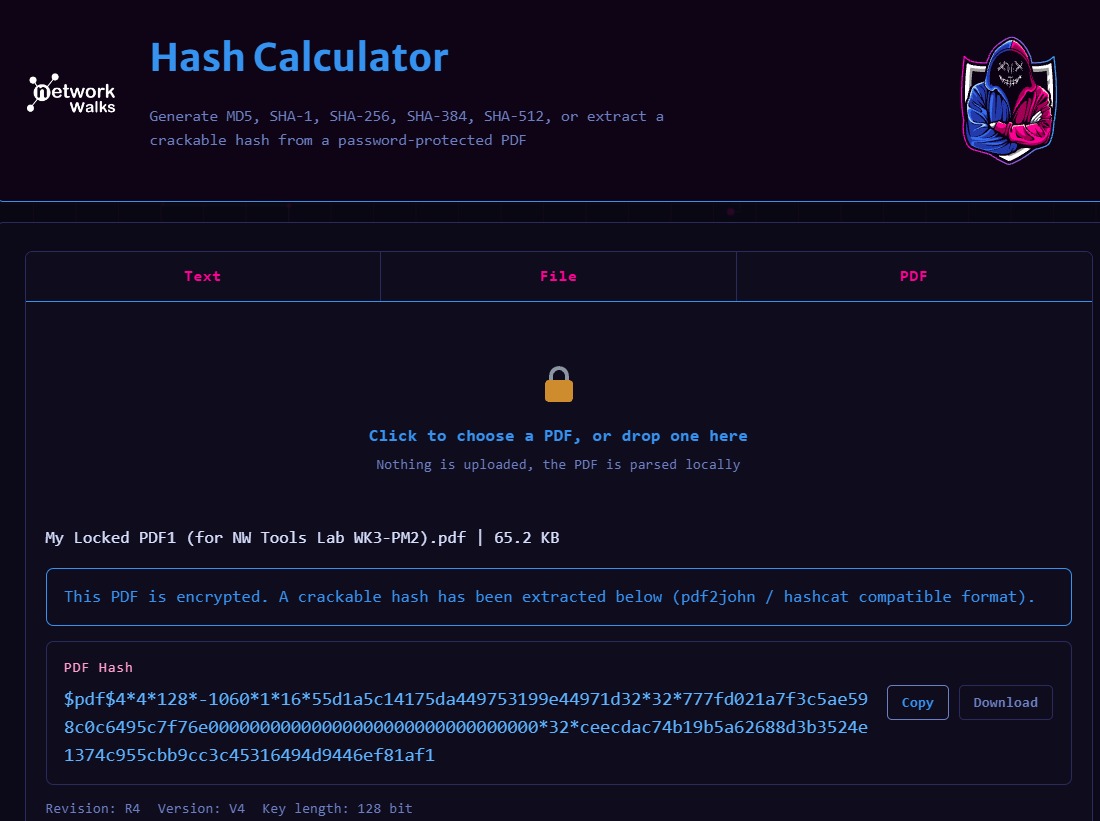 network
Walks
Hash Calculator
Generate MD5, SHA-1, SHA-256, SHA-384, SHA-512, or extract a
crackable hash from a password-protected PDF
Text
File
PDF
Click to choose a PDF, or drop one here
Nothing is uploaded, the PDF is parsed locally
My Locked PDF1 (for NW Tools Lab WK3-PM2).pdf | 65.2 KB
This PDF is encrypted. A crackable hash has been extracted below (pdf2john / hashcat compatible format).
PDF Hash
$pdf$4*4*128*-1060*1*16*55d1a5c14175da449753199e44971d32*32*777fd021a7f3c5ae59
8c0c6495c7f76e00000000000000000000000000000000*32*ceecdac74b19b5a62688d3b3524e
1374c955cbb9cc3c45316494d9446ef81af1
Copy
Download
Revision: R4 Version: V4 Key length: 128 bit